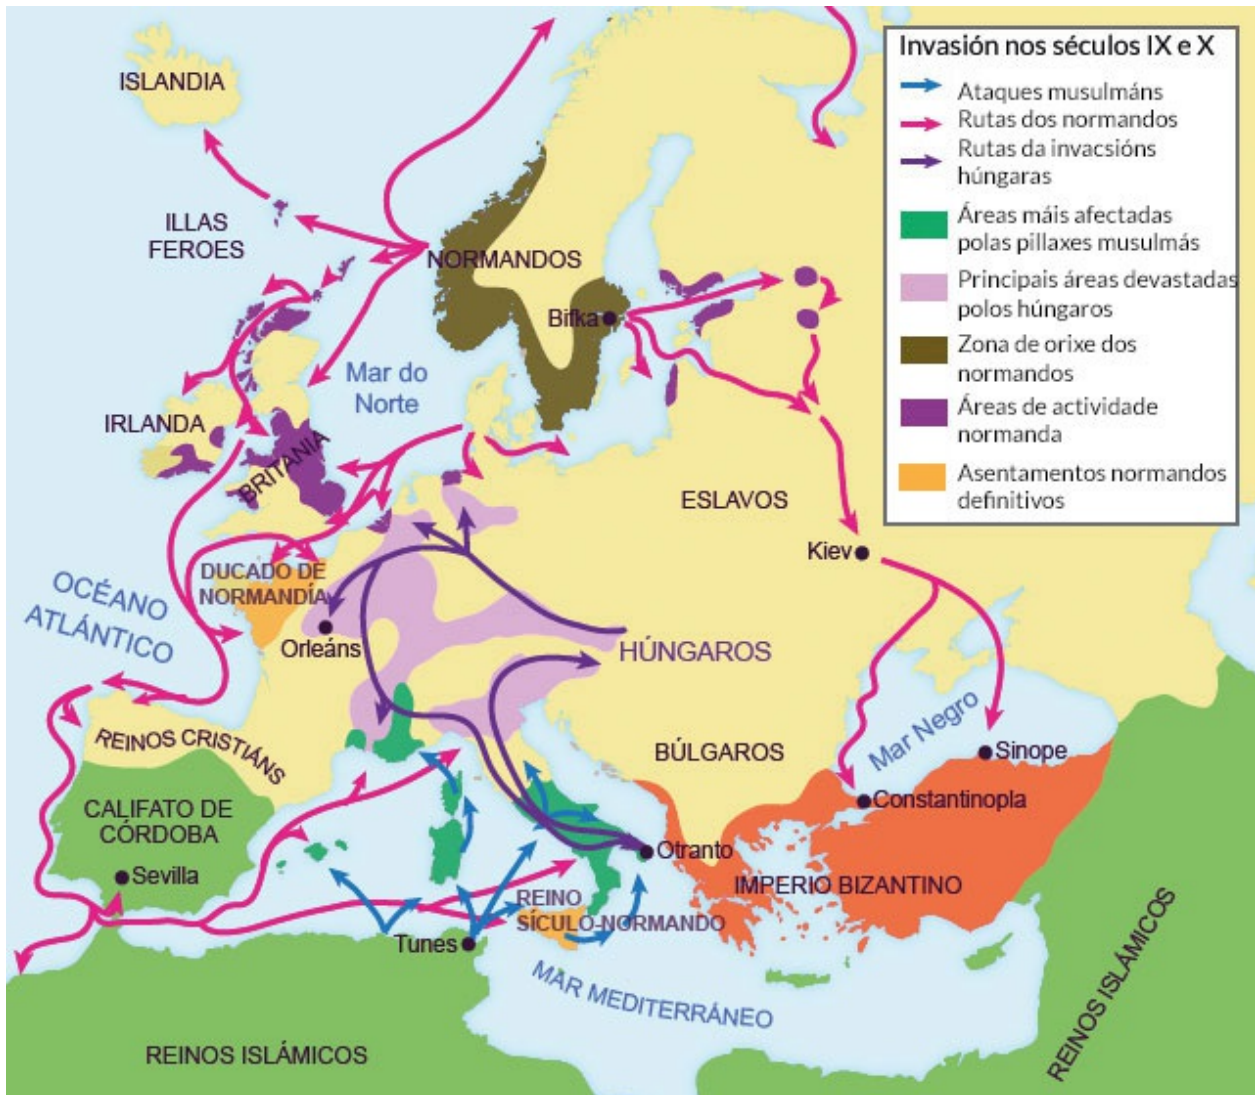 Invasión nos séculos IX e X
Ataques musulmáns
Rutas dos normandos
Rutas da invacsións
húngaras
Áreas máis afectadas
polas pillaxes musulmás
Principais áreas devastadas
polos húngaros
Zona de orixe dos
normandos
Áreas de actividade
normanda
Asentamentos normandos
definitivos
ISLANDIA
ILLAS
FEROES
NORMANDOS
Bifka
Mar do
Norte
IRLANDA
BRITANIA
ESLAVOS
Kiev
OCÉANO
ATLÁNTICO
DUCADO DE
NORMANDÍA
Orleáns
HÚNGAROS
REINOS CRISTIÁNS
BÚLGAROS
Mar Negro
Sinope
CALIFATO DE
CÓRDOBA
Constantinopla
Sevilla
Otranto
IMPERIO BIZANTINO
REINO
SÍCULO-NORMANDO
Tunes
MAR MEDITERRÁNEO
REINOS ISLÁMICOS
REINOS ISLÁMICOS